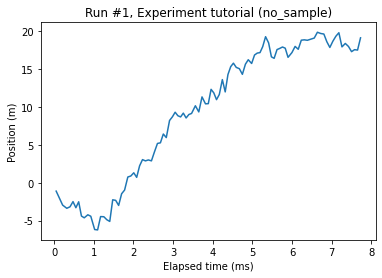 Run #1, Experiment tutorial (no_sample)
20
15
10
5
0
-5
Position (m)
0 1 2 3 4 5 6 7 8
Elapsed time (ms)